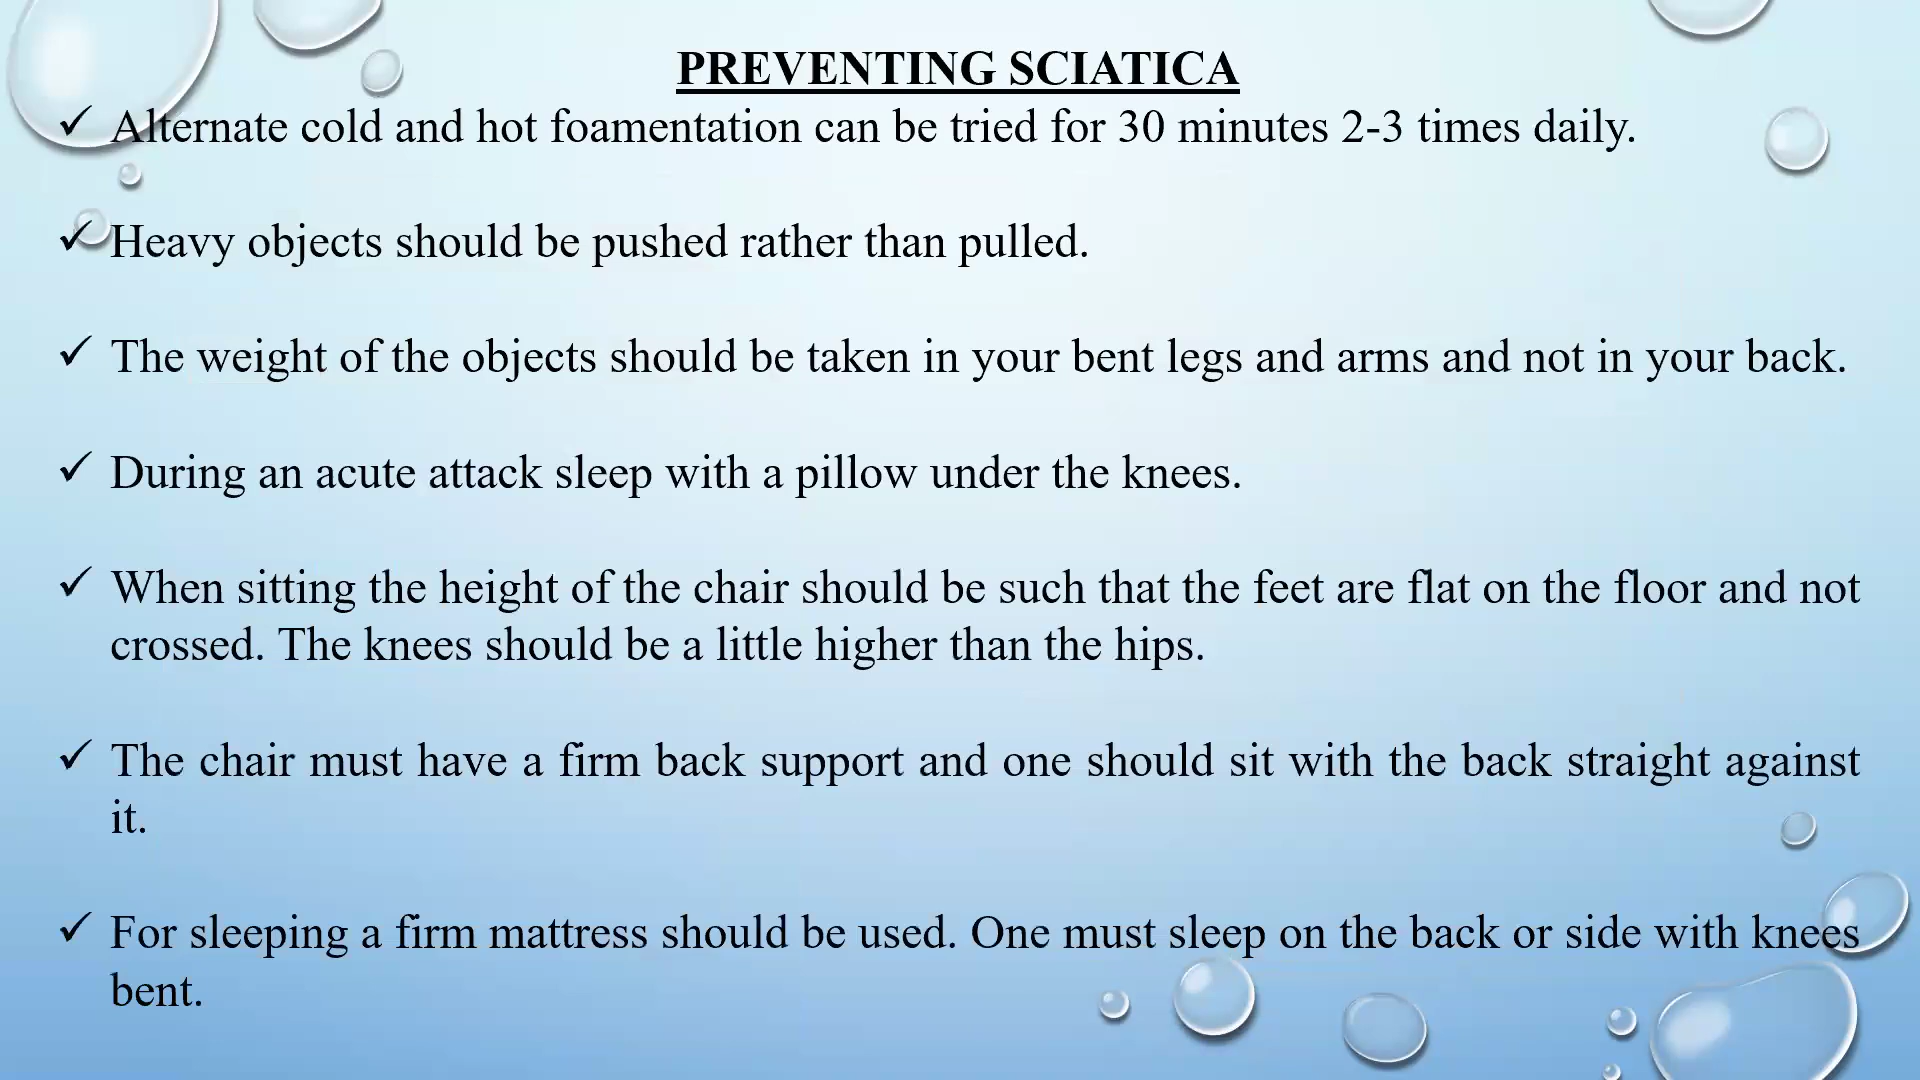 PREVENTING SCIATICA
✓ Alternate cold and hot foamentation can be tried for 30 minutes 2-3 times daily.
✓ Heavy objects should be pushed rather than pulled.
✓ The weight of the objects should be taken in your bent legs and arms and not in your back.
✓ During an acute attack sleep with a pillow under the knees.
✓ When sitting the height of the chair should be such that the feet are flat on the floor and not
crossed. The knees should be a little higher than the hips.
✓ The chair must have a firm back support and one should sit with the back straight against
it.
✓ For sleeping a firm mattress should be used. One must sleep on the back or side with knees
bent.